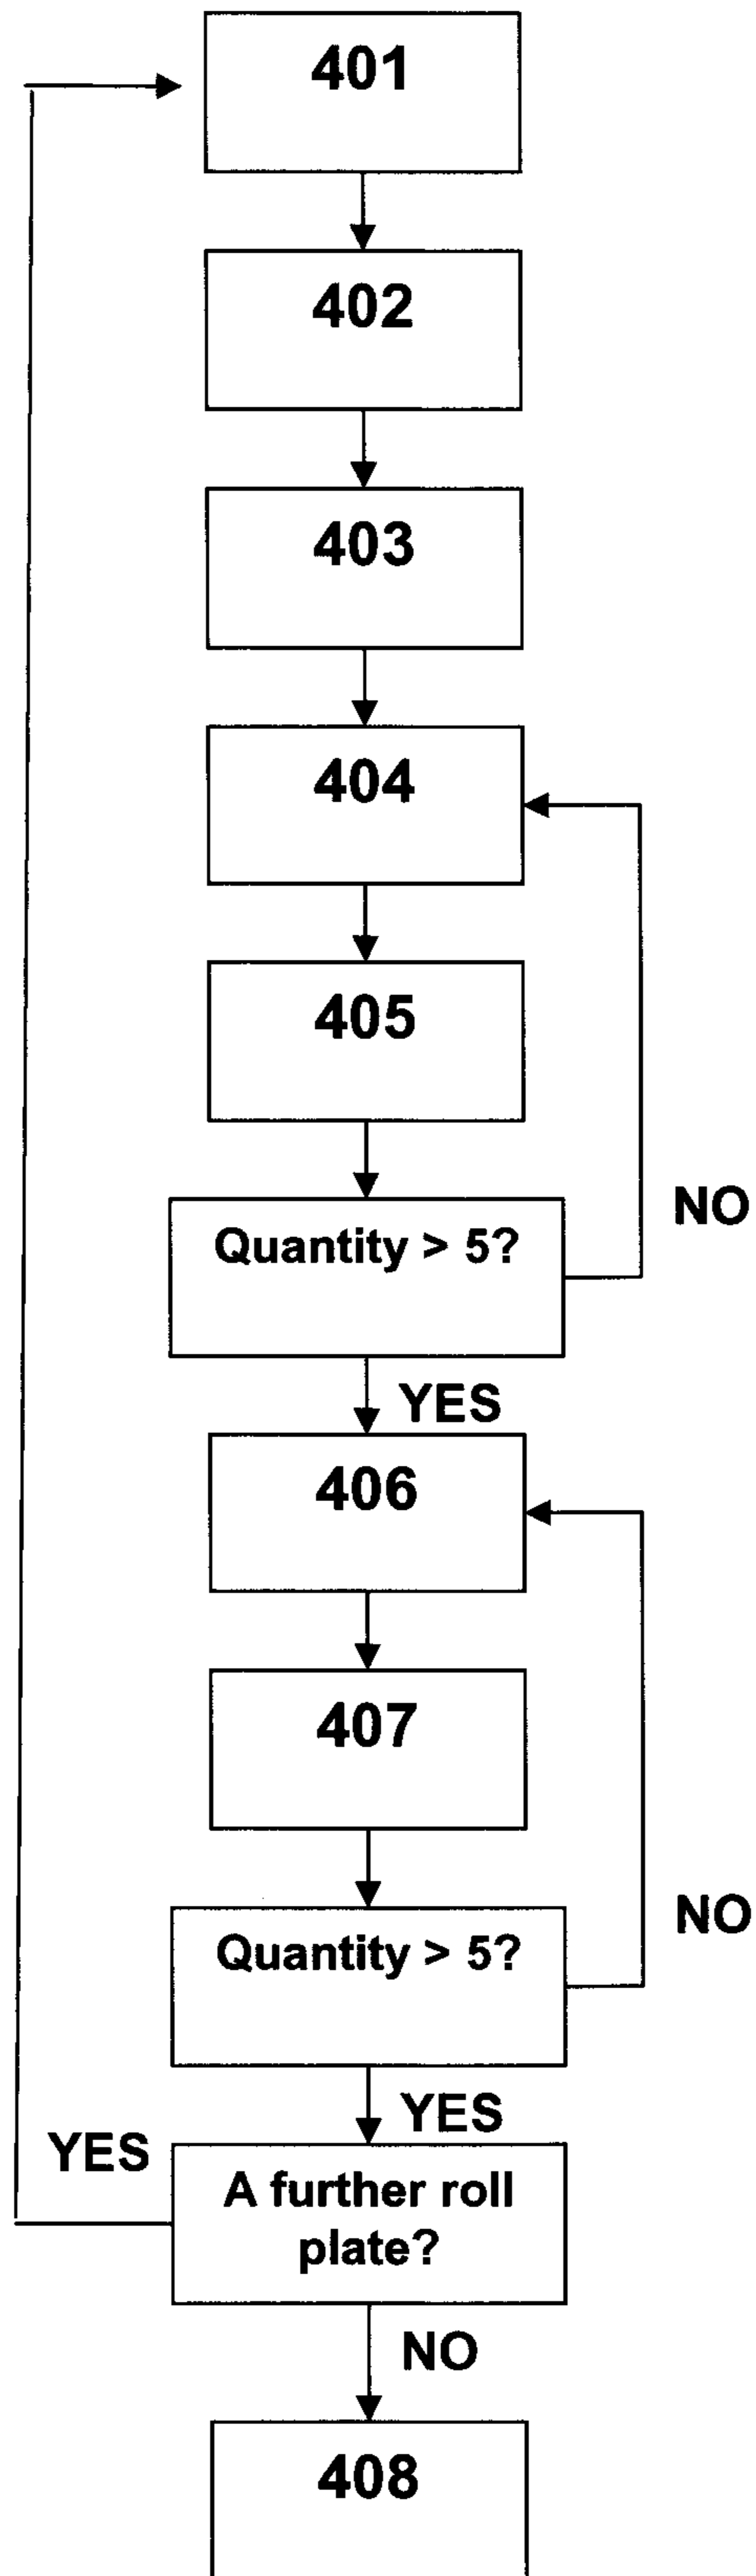 401
402
403
404
405
NO
Quantity > 5?
YES
406
407
NO
Quantity > 5?
YES
YES
A further roll
plate?
NO
408